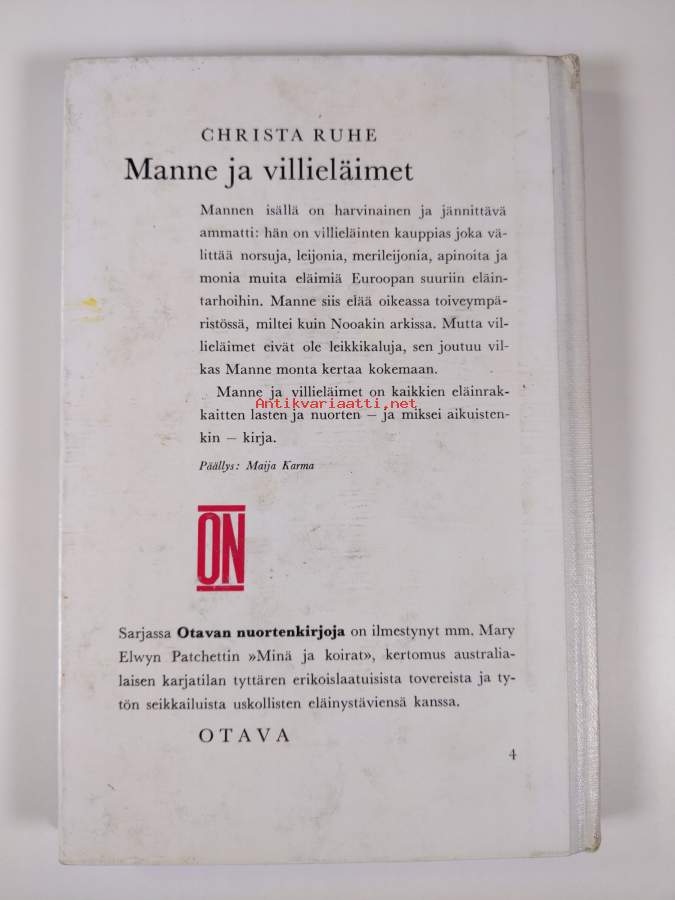 CHRISTA RUHE
Manne ja villieläimet
Mannen isällä on harvinainen ja jännittävä
ammatti: hän on villieläinten kauppias joka vä-
littää norsuja, leijonia, merileijonia, apinoita ja
monia muita eläimiä Euroopan suuriin eläin-
tarhoihin. Manne siis elää oikeassa toiveympä-
ristössä, miltei kuin Nooakin arkissa. Mutta vil-
lieläimet eivät ole leikkikaluja, sen joutuu vil-
kas Manne monta kertaa kokemaan.
Manne ja villieläimet on kaikkien eläinrak-
Antikvariaatti.net
kaitten lasten ja nuorten — ja miksei aikuisten-
kin — kirja.
Päällys: Maija Karma
ON
Sarjassa Otavan nuortenkirjoja on ilmestynyt mm. Mary
Elwyn Patchettin »Minä ja koirat», kertomus australia-
laisen karjatilan tyttären erikoislaatuisista tovereista ja ty-
tön seikkailuista uskollisten eläinystäviensä kanssa.
OTAVA
4